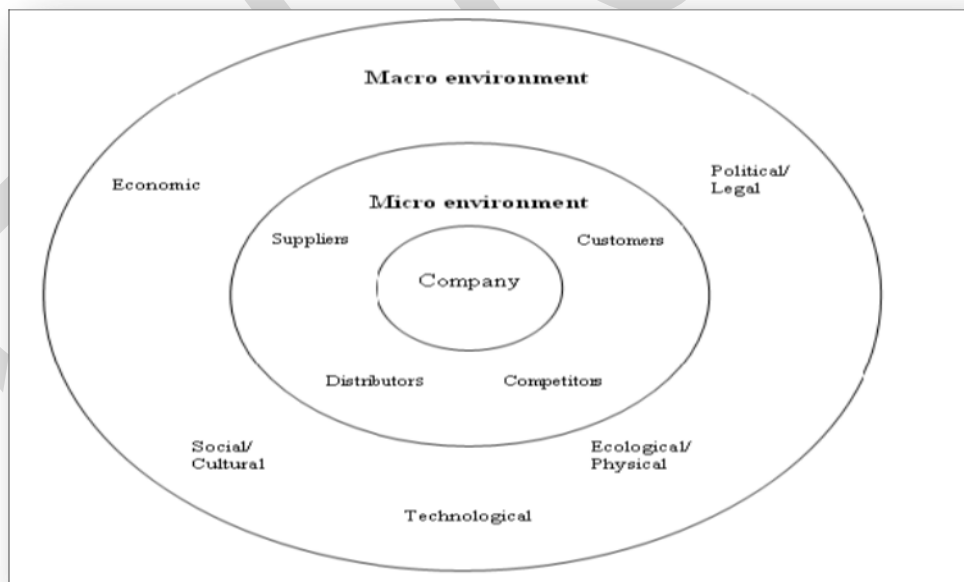 Macro environment
Economic
Political/
Legal
Micro environment
Suppliers
Customers
Company
Distributors
Competitors
Social/
Cultural
Ecological/
Physical
Technological